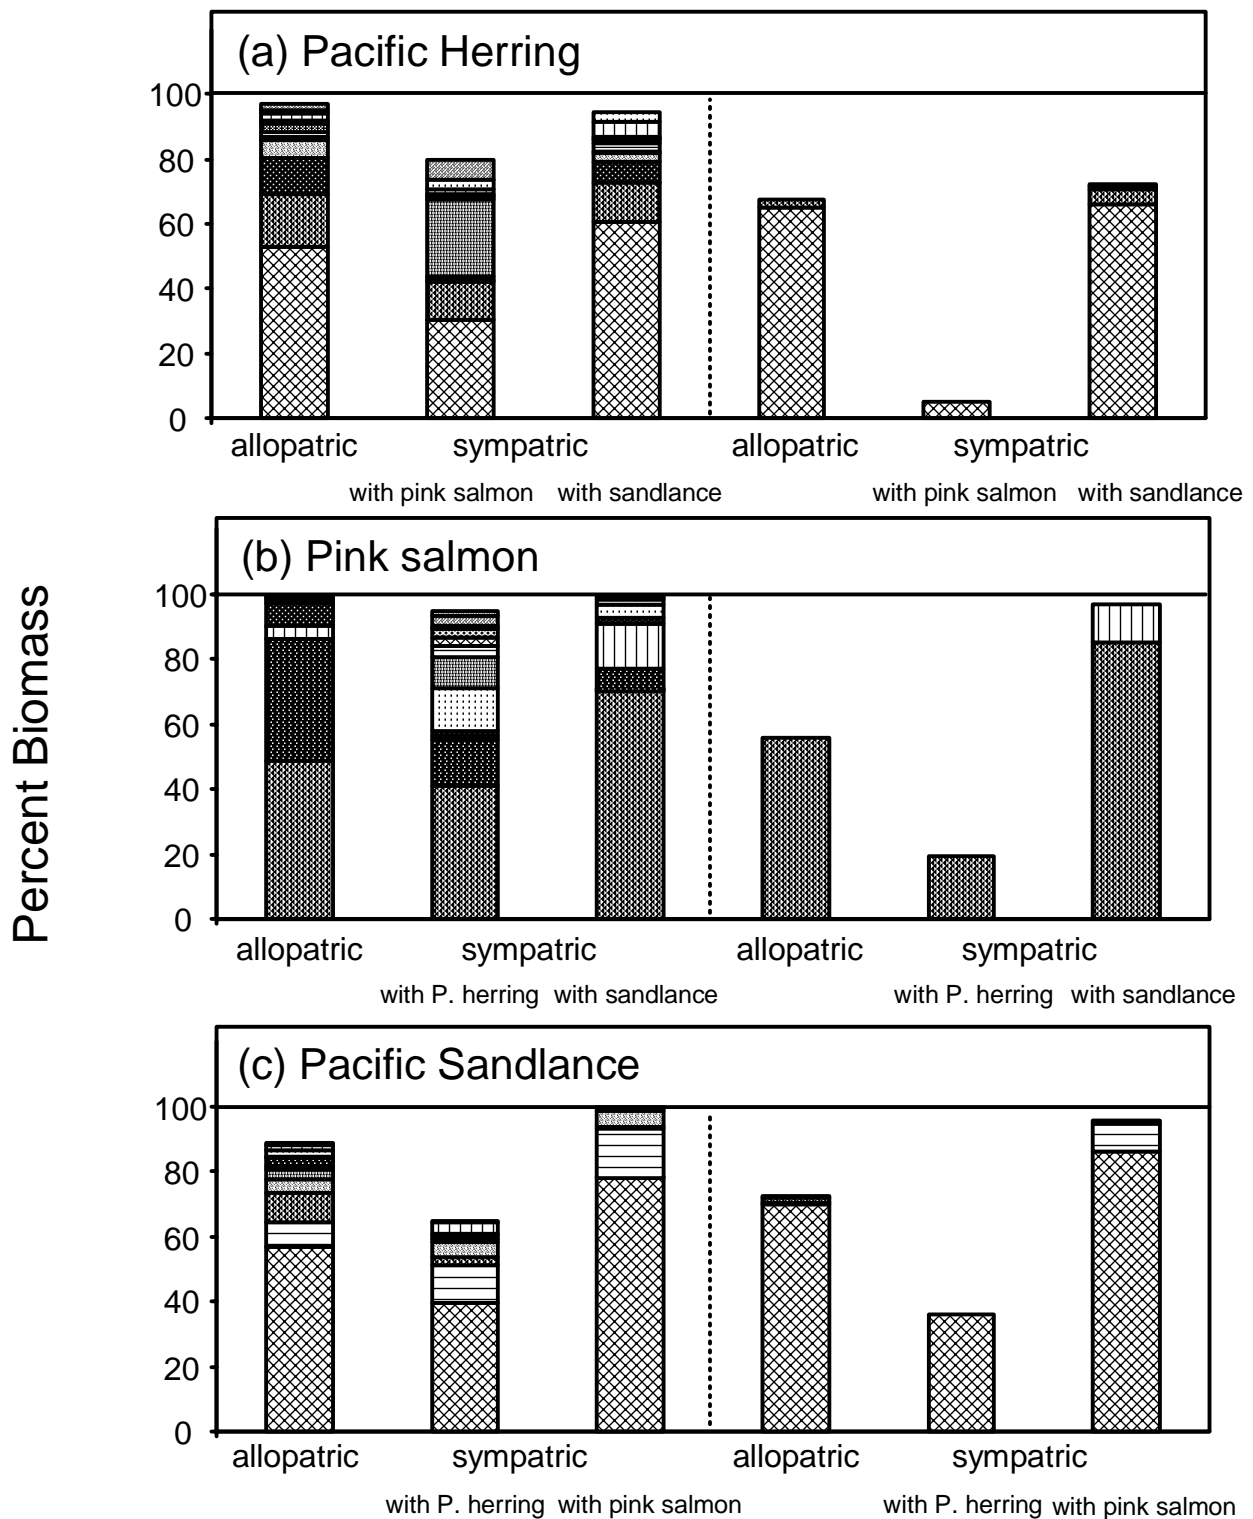 (a) Pacific Herring
100
80
60
40
20
0
allopatric sympatric allopatric sympatric
with pink salmon with sandlance with pink salmon with sandlance
Percent Biomass
(b) Pink salmon
100
80
60
40
20
0
allopatric sympatric allopatric sympatric
with P. herring with sandlance with P. herring with sandlance
(c) Pacific Sandlance
100
80
60
40
20
0
allopatric sympatric allopatric sympatric
with P. herring with pink salmon with P. herring with pink salmon